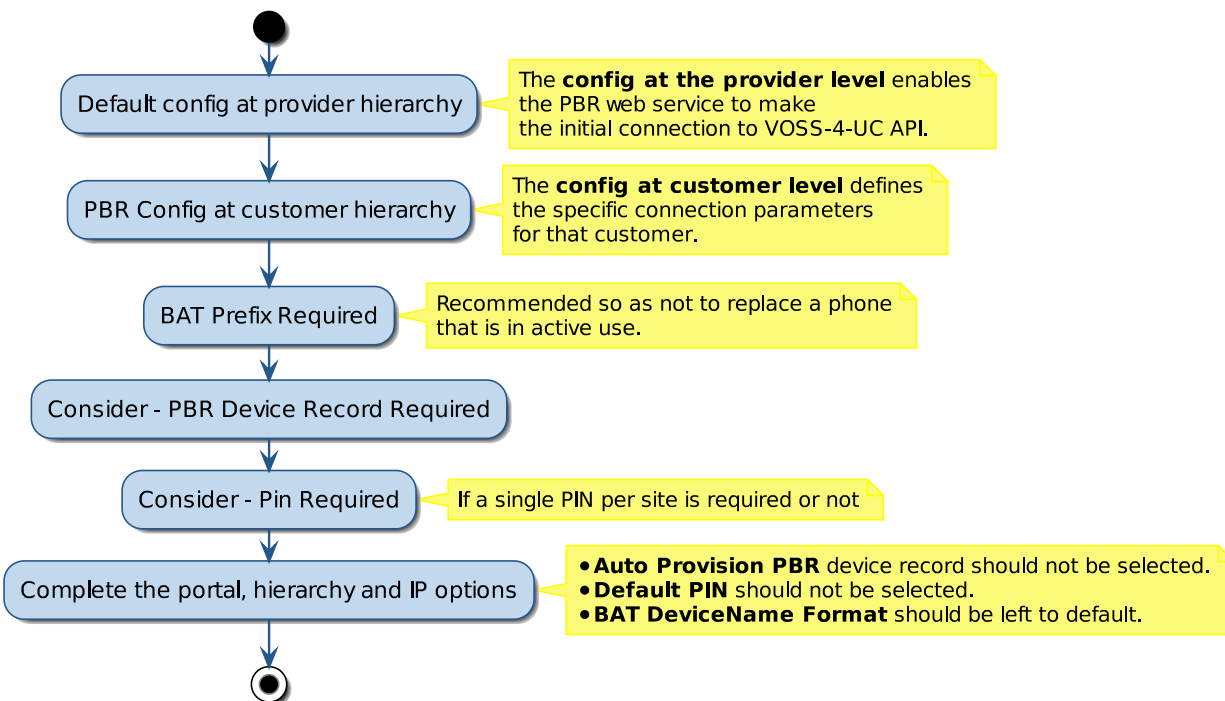 Default config at provider hierarchy
The config at the provider level enables
the PBR web service to make
the initial connection to VOSS-4-UC API.
PBR Config at customer hierarchy
The config at customer level defines
the specific connection parameters
for that customer.
BAT Prefix Required
Recommended so as not to replace a phone
that is in active use.
Consider - PBR Device Record Required
Consider - Pin Required
If a single PIN per site is required or not
Complete the portal, hierarchy and IP options
• Auto Provision PBR device record should not be selected.
• Default PIN should not be selected.
• BAT DeviceName Format should be left to default.